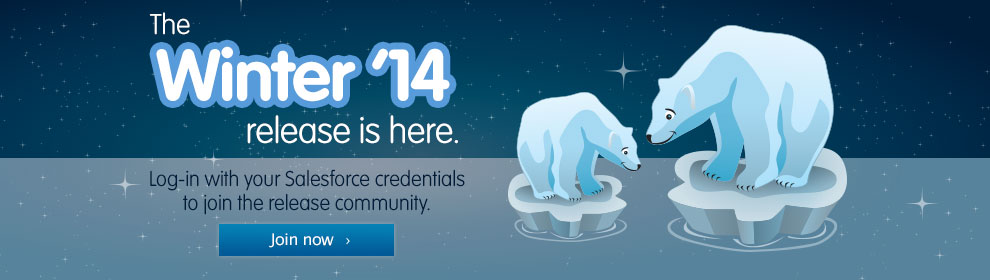 The
Winter '14
release is here.
Log-in with your Salesforce credentials
to join the release community.
Join now ›